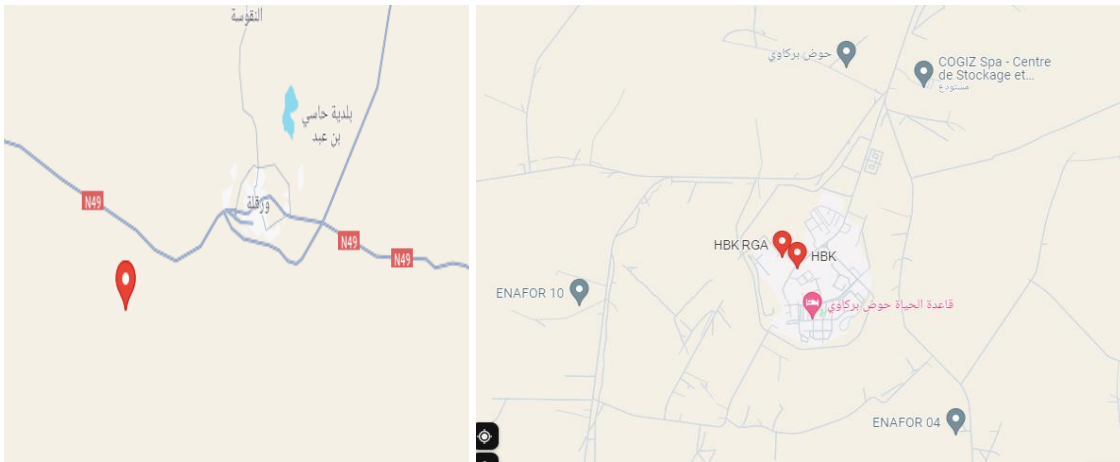 النقوسة
بلدية حاسي
بن عبد
ورقلة
N49
N49
N49
حوض بركاوي
COGIZ Spa - Centre
de Stockage et...
مستودع
HBK RGA
HBK
ENAFOR 10
قاعدة الحياة حوض بركاوي
ENAFOR 04